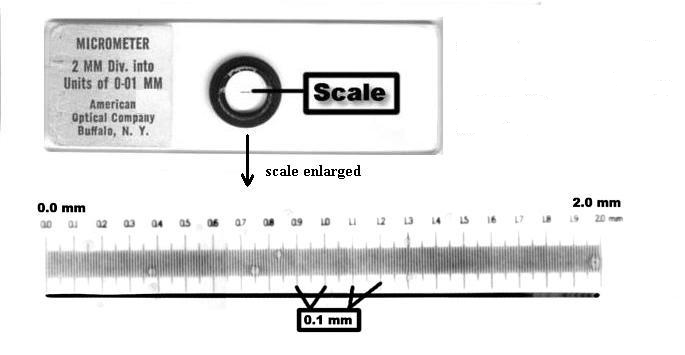 MICROMETER
2 MM Div. into
Units of 0-01 MM
American
Optical Company
Buffalo, N. Y.
Scale
scale enlarged
0.0 mm
2.0 mm
0.0 0.1 0.2 0.3 0.4 0.5 0.6 0.7 0.8 0.9 1.0 1.1 1.2 1.3 1.4 1.5 1.6 1.7 1.8 1.9 2.0 mm
0.1 mm